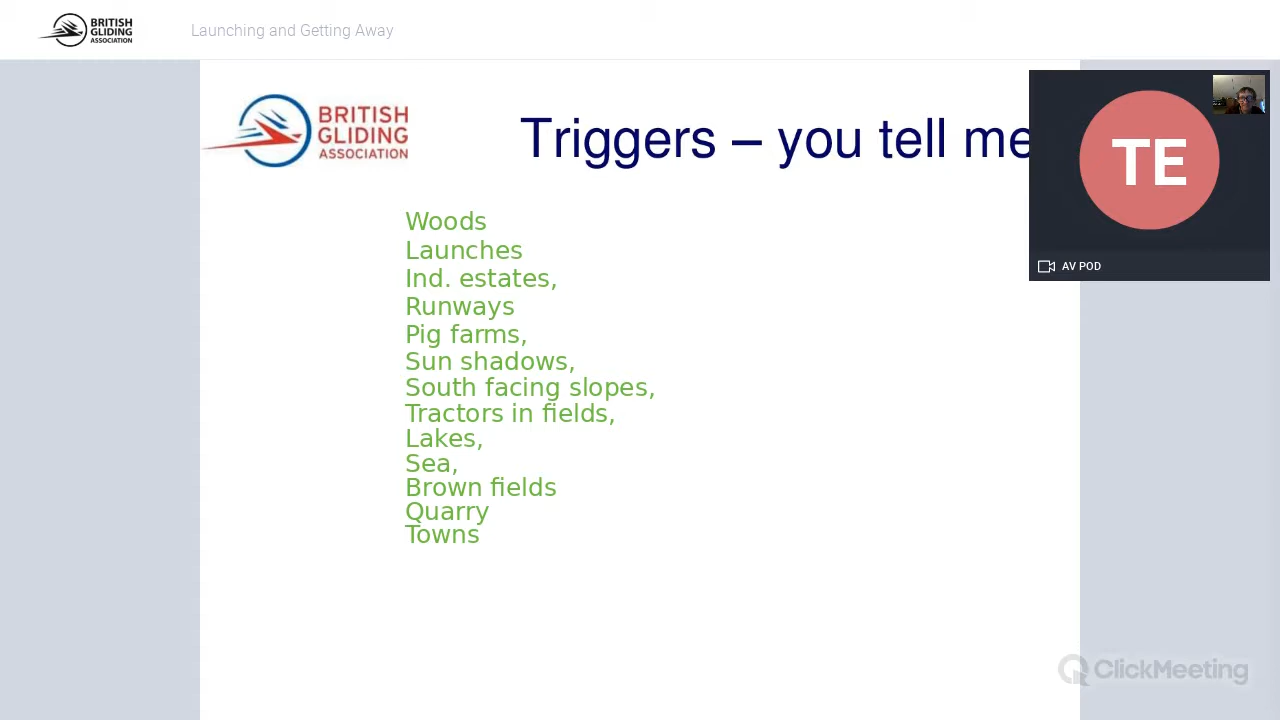 BRITISH
GLIDING
ASSOCIATION
Launching and Getting Away
BRITISH
GLIDING
ASSOCIATION
Triggers – you tell me
TE
AV POD
Woods
Launches
Ind. estates,
Runways
Pig farms,
Sun shadows,
South facing slopes,
Tractors in fields,
Lakes,
Sea,
Brown fields
Quarry
Towns
ClickMeeting